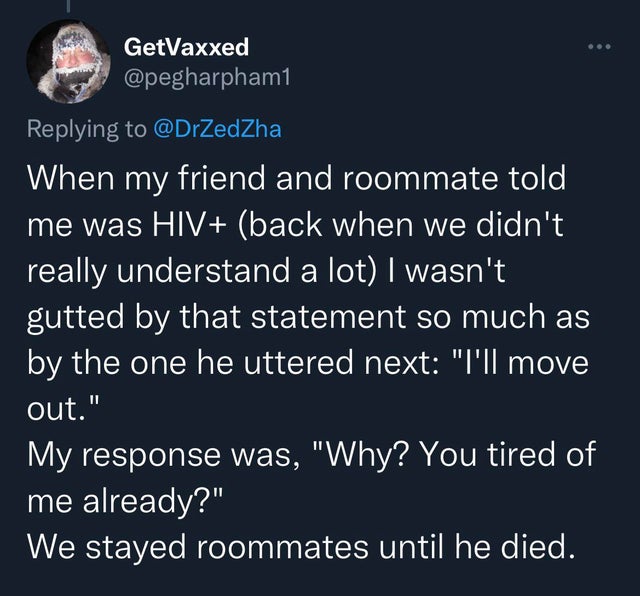 GetVaxxed
@pegharpham1
Replying to @DrZedZha
When my friend and roommate told
me was HIV+ (back when we didn't
really understand a lot) I wasn't
gutted by that statement so much as
by the one he uttered next: "I'll move
out."
My response was, "Why? You tired of
me already?"
We stayed roommates until he died.